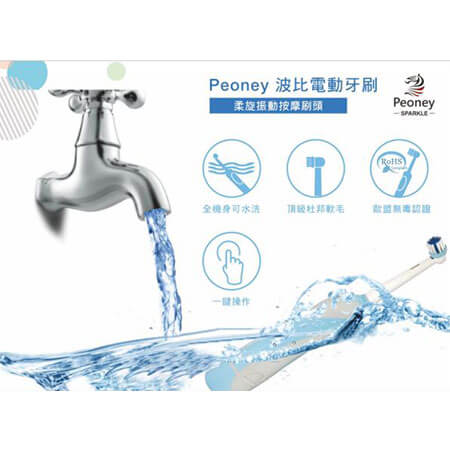 Peoney 波比電動牙刷
柔旋振動按摩刷頭
Peoney
SPARKLE
RoHS
全機身可水洗
頂級杜邦軟毛
歐盟無毒認證
一鍵操作